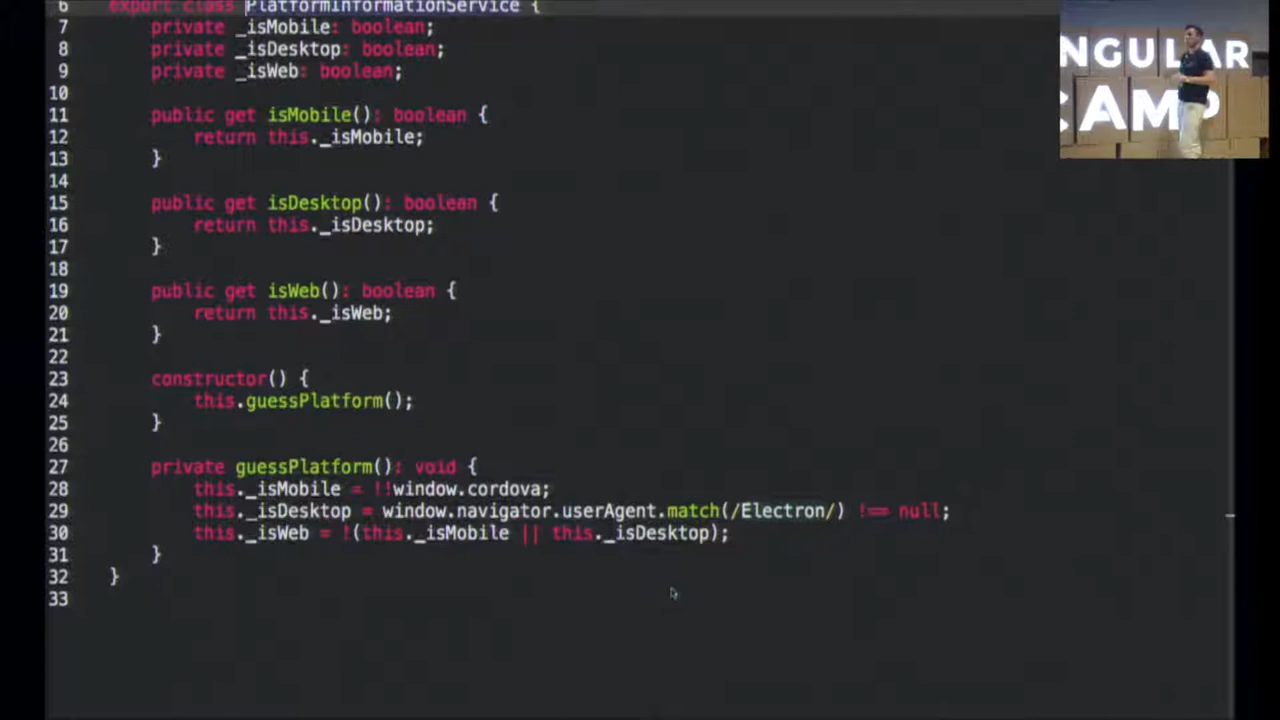 6 export class PlatformInformationService {
7 private _isMobile: boolean;
8 private _isDesktop: boolean;
9 private _isWeb: boolean;
10
11 public get isMobile(): boolean {
12 return this._isMobile;
13 }
14
15 public get isDesktop(): boolean {
16 return this._isDesktop;
17 }
18
19 public get isWeb(): boolean {
20 return this._isWeb;
21 }
22
23 constructor() {
24 this.guessPlatform();
25 }
26
27 private guessPlatform(): void {
28 this._isMobile = !!window.cordova;
29 this._isDesktop = window.navigator.userAgent.match(/Electron/) !== null;
30 this._isWeb = !(this._isMobile || this._isDesktop);
31 }
32 }
33
NGULAR
CAMP